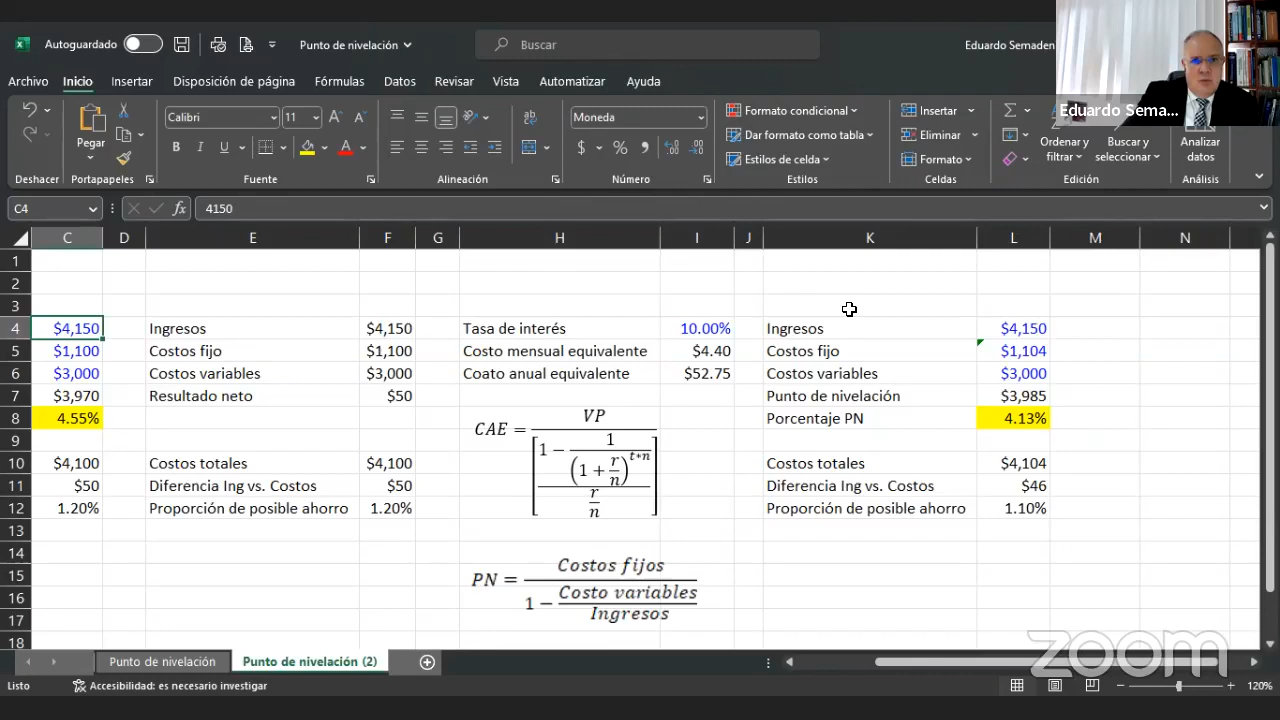 Autoguardado Punto de nivelación Buscar Eduardo Semaden
Archivo Inicio Insertar Disposición de página Fórmulas Datos Revisar Vista Automatizar Ayuda
Eduardo Sema...
Pegar Calibri 11 Moneda Formato condicional Insertar
N K S Dar formato como tabla Eliminar Ordenar y filtrar Buscar y seleccionar Analizar datos
Estilos de celda Formato
Deshacer Portapapeles Fuente Alineación Número Estilos Celdas Edición Análisis
C4 fx 4150
C D E F G H I J K L M N
1
2
3
4 $4,150 Ingresos $4,150 Tasa de interés 10.00% Ingresos $4,150
5 $1,100 Costos fijo $1,100 Costo mensual equivalente $4.40 Costos fijo $1,104
6 $3,000 Costos variables $3,000 Coato anual equivalente $52.75 Costos variables $3,000
7 $3,970 Resultado neto $50 Punto de nivelación $3,985
8 4.55% Porcentaje PN 4.13%
9
10 $4,100 Costos totales $4,100 Costos totales $4,104
11 $50 Diferencia Ing vs. Costos $50 Diferencia Ing vs. Costos $46
12 1.20% Proporción de posible ahorro 1.20% Proporción de posible ahorro 1.10%
13
14
15
16
17
18
CAE = VP
1 − 1
(1 + r/n)^t*n
r
n
PN = Costos fijos
1 − Costo variables
Ingresos
zoom
Punto de nivelación Punto de nivelación (2)
Listo Accesibilidad: es necesario investigar 120%